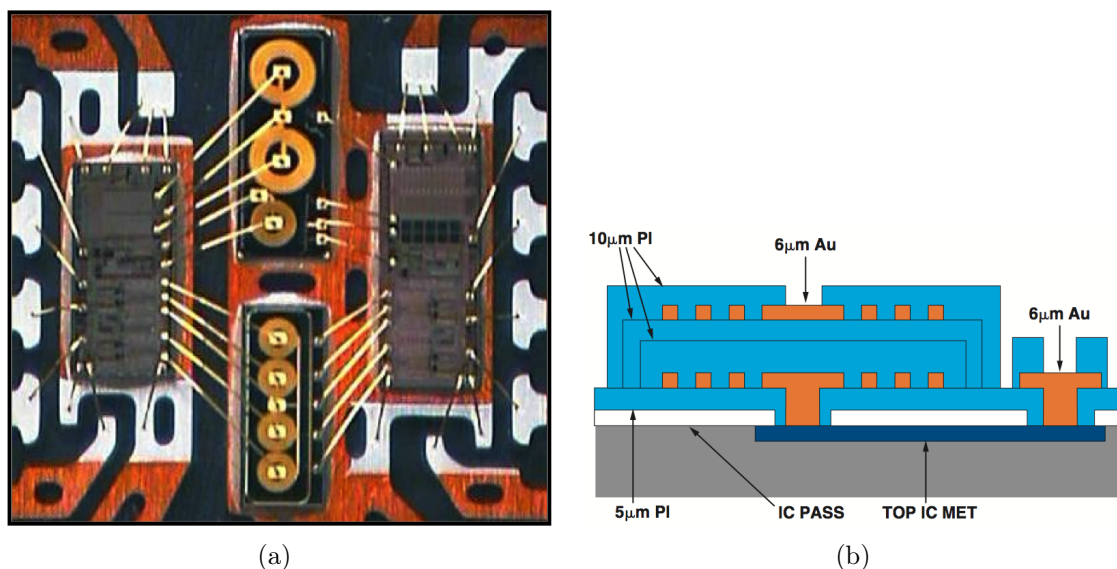 10μm PI
6μm Au
6μm Au
5μm PI
IC PASS
TOP IC MET
(a)
(b)